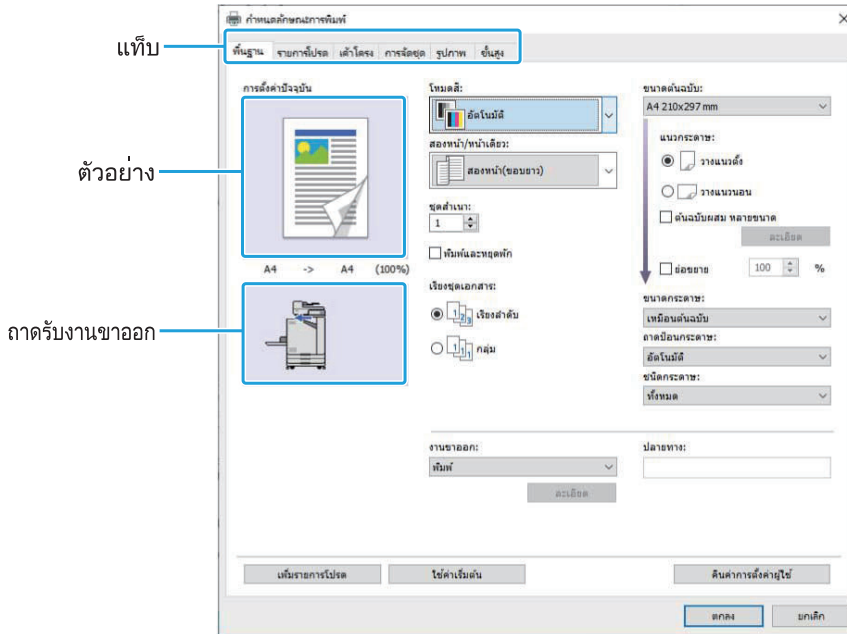 กำหนดลักษณะการพิมพ์
แท็บ
พื้นฐาน รายการโปรด เค้าโครง การจัดชุด รูปภาพ ขั้นสูง
การตั้งค่าปัจจุบัน
ตัวอย่าง
A4 -> A4 (100%)
ถาดรับงานขาออก
โหมดสี:
อัตโนมัติ
สองหน้า/หน้าเดียว:
สองหน้า(ขอบยาว)
ชุดสำเนา:
1
พิมพ์และหยุดพัก
เรียงชุดเอกสาร:
เรียงลำดับ
กลุ่ม
ขนาดต้นฉบับ:
A4 210x297 mm
แนวกระดาษ:
วางแนวตั้ง
วางแนวนอน
ต้นฉบับผสม หลายขนาด
ละเอียด
ย่อขยาย 100 %
ขนาดกระดาษ:
เหมือนต้นฉบับ
ถาดป้อนกระดาษ:
อัตโนมัติ
ชนิดกระดาษ:
ทั้งหมด
งานขาออก:
พิมพ์
ละเอียด
ปลายทาง:
เพิ่มรายการโปรด ใช้ค่าเริ่มต้น คืนค่าการตั้งค่าผู้ใช้
ตกลง ยกเลิก